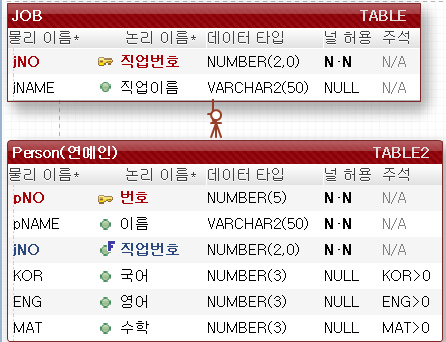 JOB TABLE
물리 이름* 논리 이름* 데이터 타입 널 허용 주석
jNO 직업번호 NUMBER(2,0) N·N N/A
jNAME 직업이름 VARCHAR2(50) NULL N/A
Person(연예인) TABLE2
물리 이름* 논리 이름* 데이터 타입 널 허용 주석
pNO 번호 NUMBER(5) N·N N/A
pNAME 이름 VARCHAR2(50) N·N N/A
jNO F 직업번호 NUMBER(2,0) N·N N/A
KOR 국어 NUMBER(3) NULL KOR>0
ENG 영어 NUMBER(3) NULL ENG>0
MAT 수학 NUMBER(3) NULL MAT>0